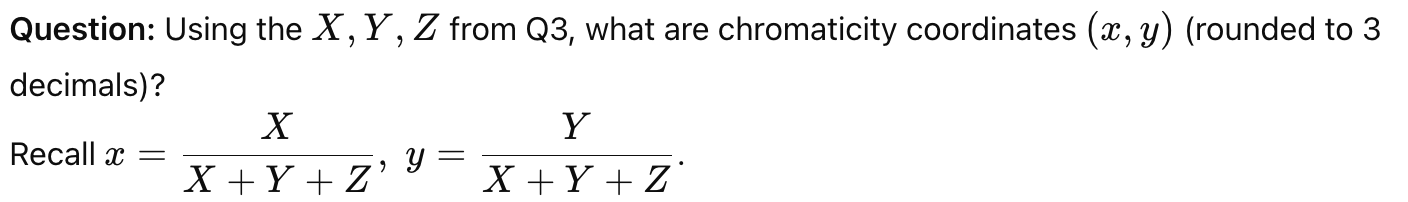 Question: Using the X, Y, Z from Q3, what are chromaticity coordinates (x, y) (rounded to 3
decimals)?
Recall x = X / (X + Y + Z), y = Y / (X + Y + Z).